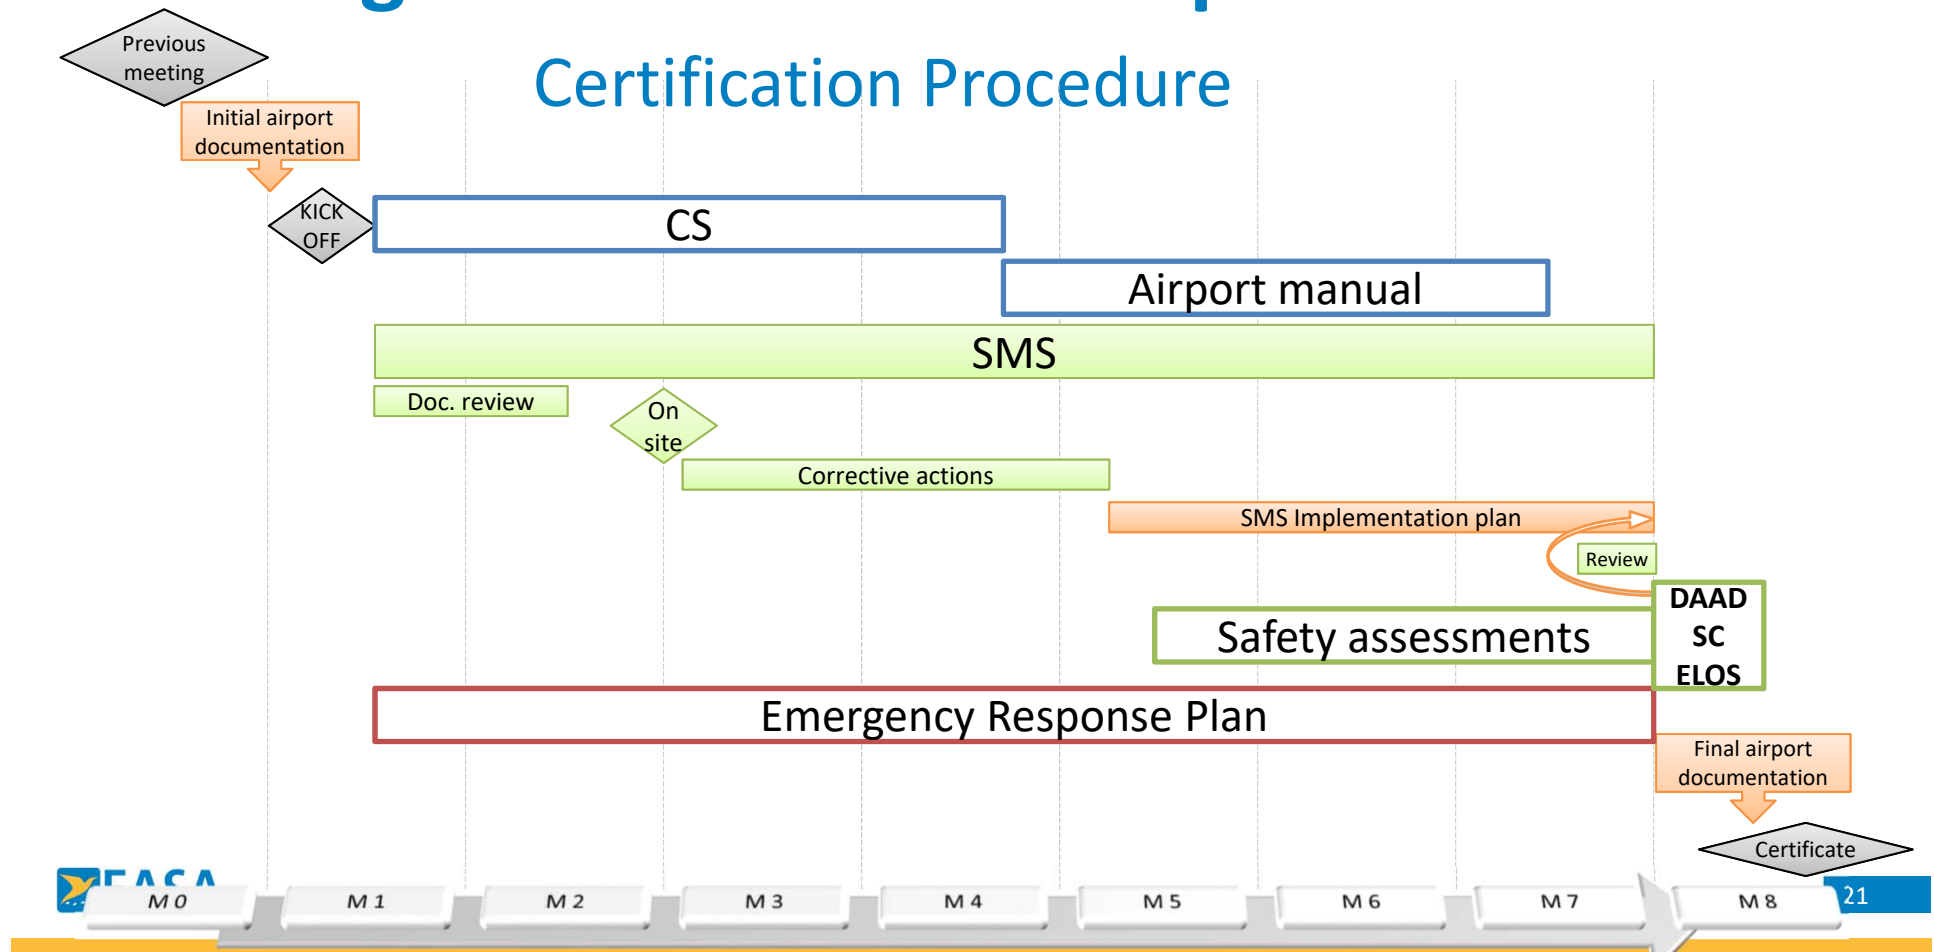 Certification Procedure
Previous
meeting
Initial airport
documentation
KICK
OFF
CS
Airport manual
SMS
Doc. review
On
site
Corrective actions
SMS Implementation plan
Review
DAAD
SC
ELOS
Safety assessments
Emergency Response Plan
Final airport
documentation
Certificate
EASA
21
M 0
M 1
M 2
M 3
M 4
M 5
M 6
M 7
M 8